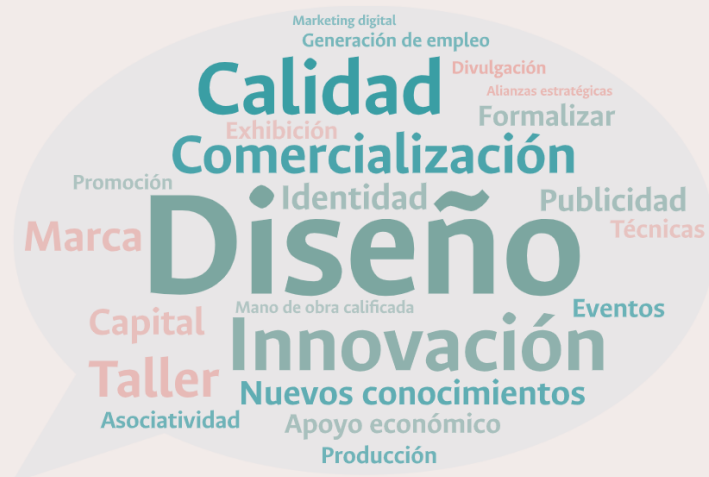 Marketing digital
Generación de empleo
Calidad
Divulgación
Alianzas estratégicas
Formalizar
Exhibición
Comercialización
Promoción
Identidad
Publicidad
Diseño
Marca
Técnicas
Mano de obra calificada
Eventos
Capital
Innovación
Taller
Nuevos conocimientos
Asociatividad
Apoyo económico
Producción